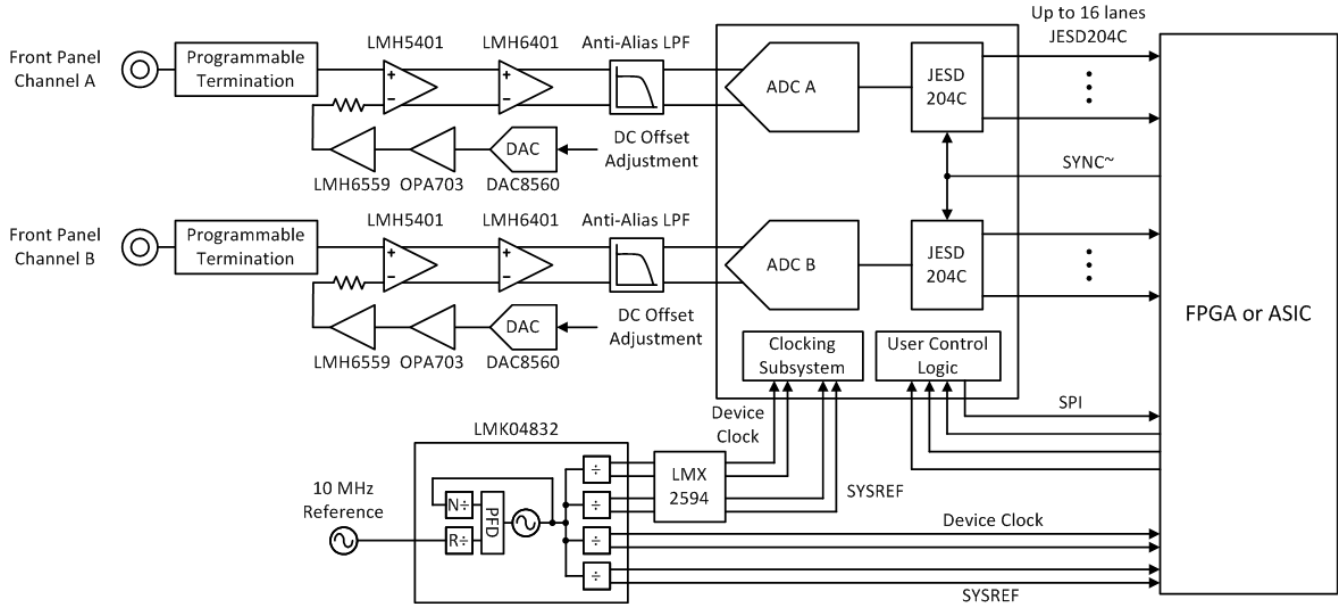 Up to 16 lanes
JESD204C
LMH5401
LMH6401
Anti-Alias LPF
Front Panel
Channel A
Programmable
Termination
+
−
+
−
ADC A
JESD
204C
DAC
DC Offset
Adjustment
LMH6559
OPA703
DAC8560
SYNC~
LMH5401
LMH6401
Anti-Alias LPF
Front Panel
Channel B
Programmable
Termination
+
−
+
−
ADC B
JESD
204C
DAC
DC Offset
Adjustment
LMH6559
OPA703
DAC8560
FPGA or ASIC
Clocking
Subsystem
User Control
Logic
SPI
Device
Clock
LMK04832
LMX
2594
SYSREF
10 MHz
Reference
N÷
R÷
PFD
÷
÷
÷
÷
Device Clock
SYSREF